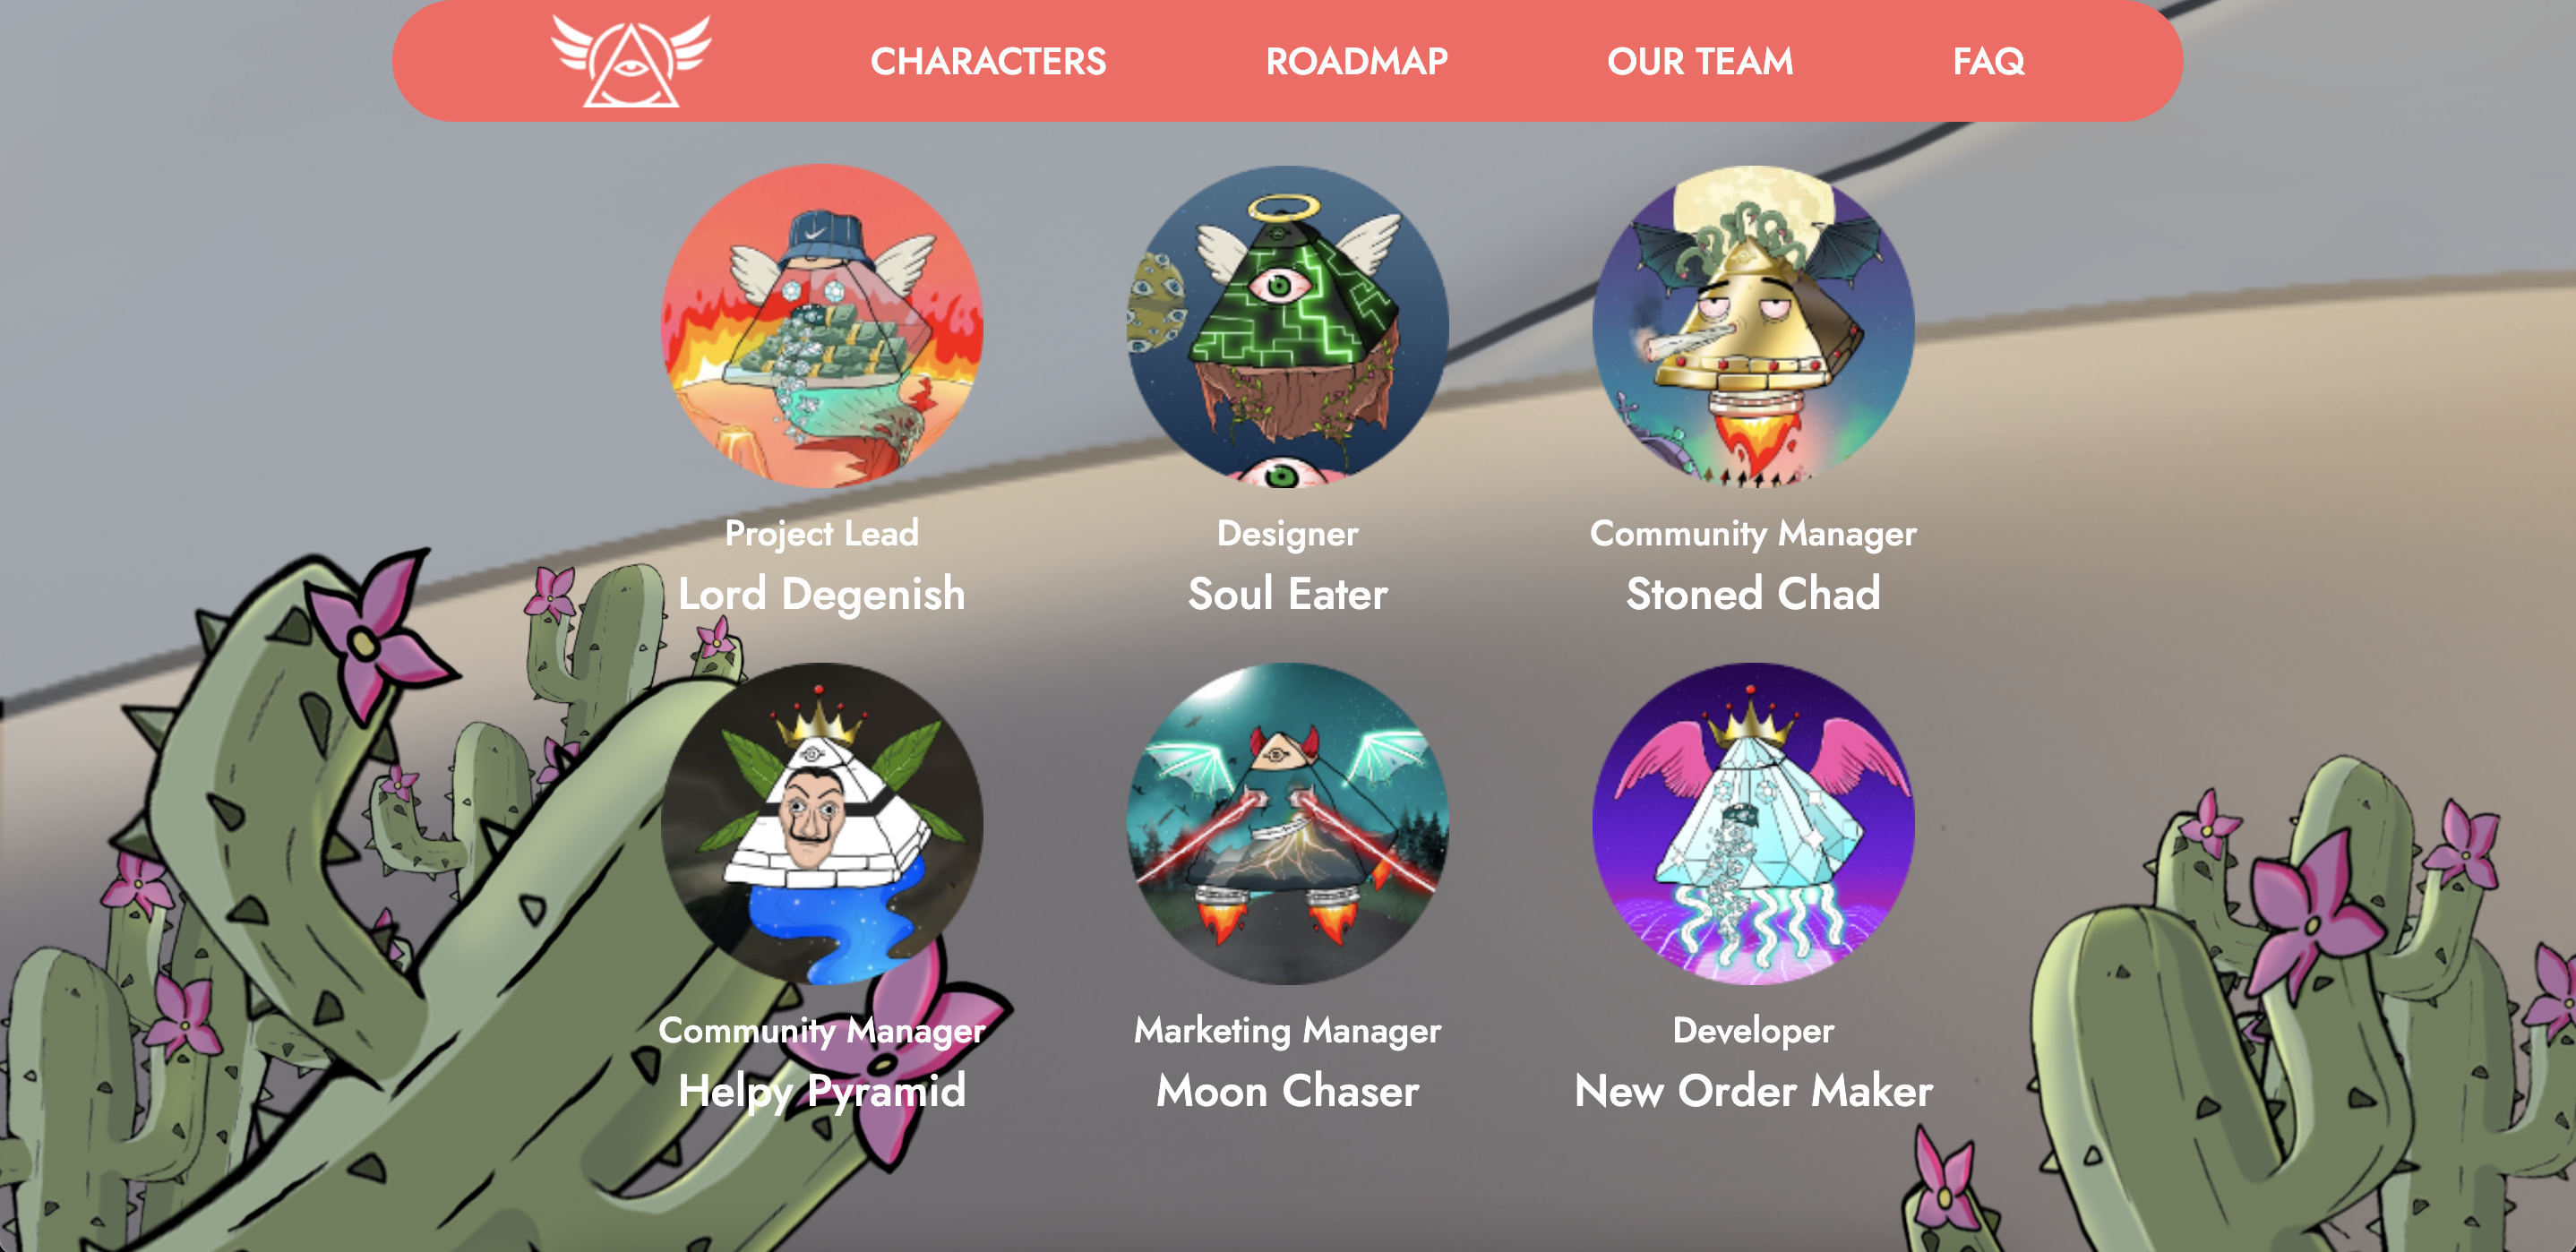 CHARACTERS
ROADMAP
OUR TEAM
FAQ
Project Lead
Lord Degenish
Designer
Soul Eater
Community Manager
Stoned Chad
Community Manager
Helpy Pyramid
Marketing Manager
Moon Chaser
Developer
New Order Maker